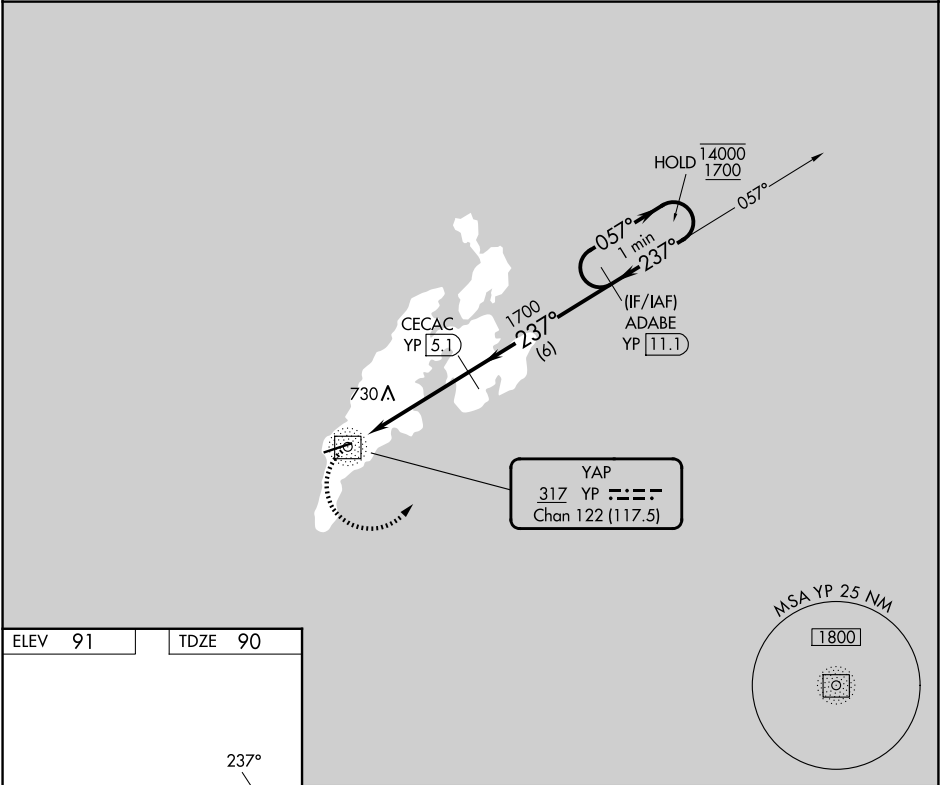 HOLD 14000
1700
057°
057°
1 min
237°
(IF/IAF)
ADABE
YP 11.1
1700
237°
(6)
CECAC
YP 5.1
730
YAP
317 YP
Chan 122 (117.5)
MSA YP 25 NM
1800
ELEV 91 TDZE 90
237°